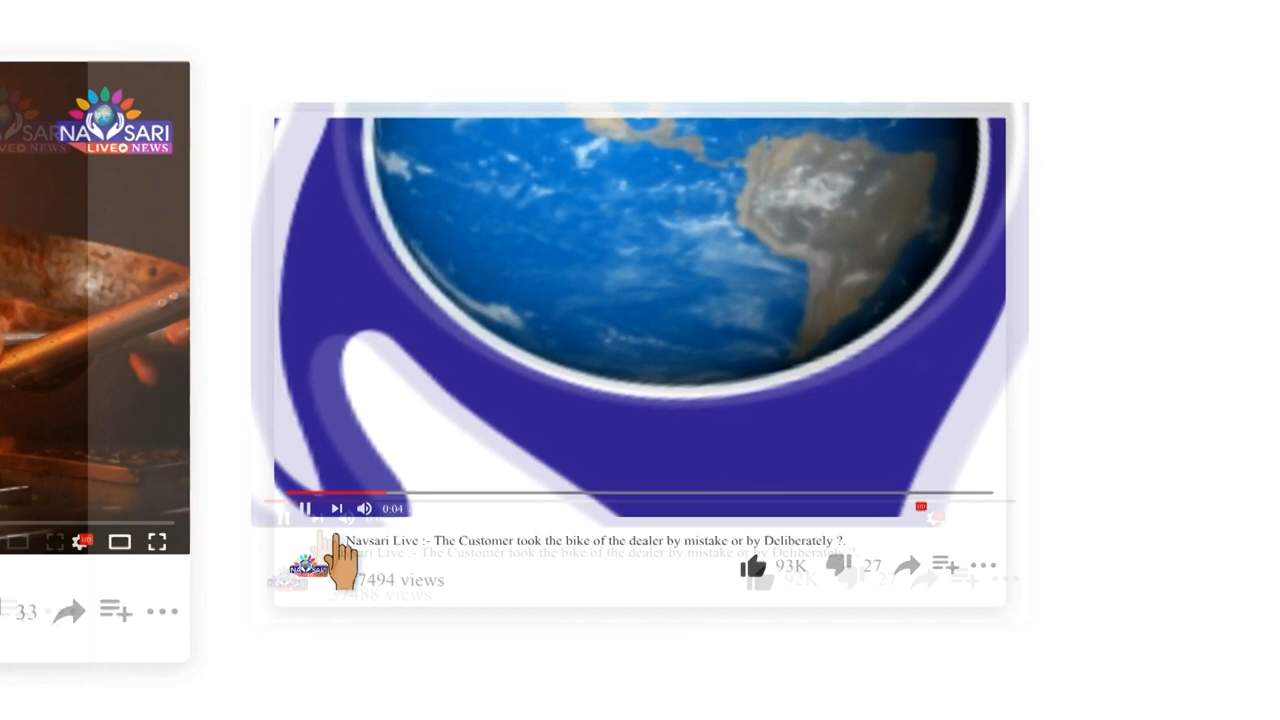 NAVSARI
LIVE NEWS
33
0:04
Navsari Live :- The Customer took the bike of the dealer by mistake or by Deliberately ?.
7494 views
93K
27